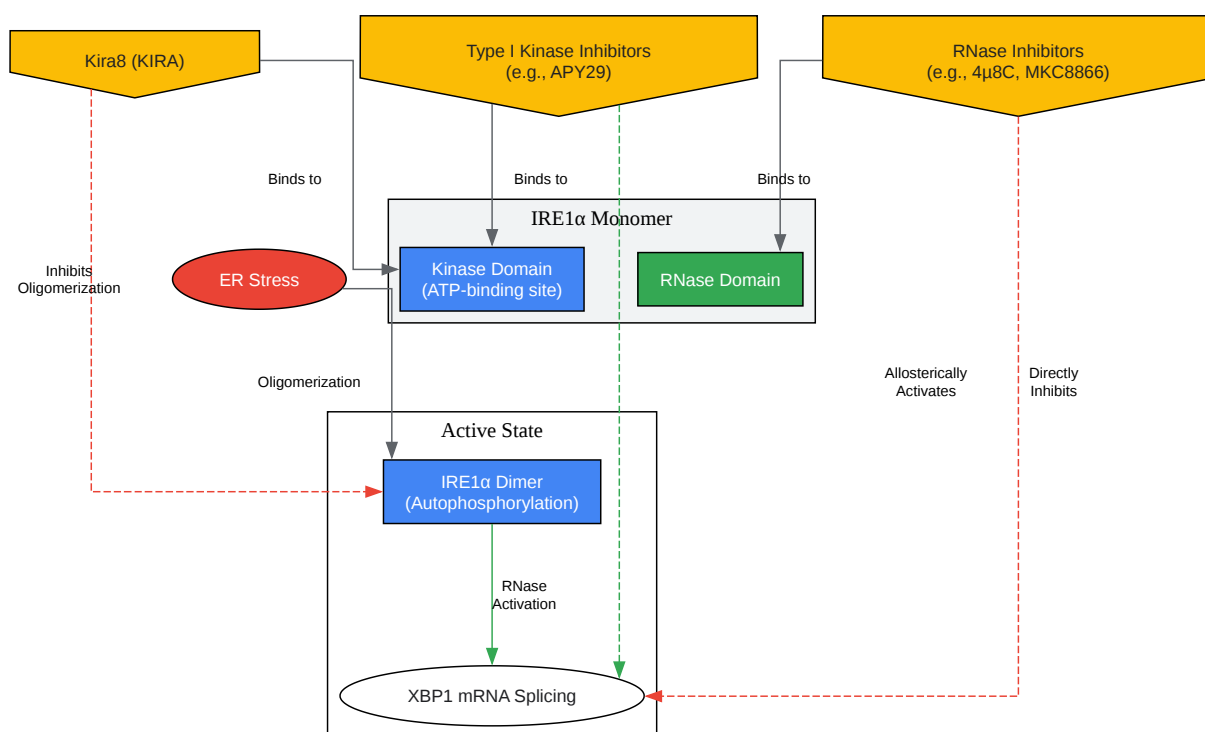 Kira8 (KIRA)
Type I Kinase Inhibitors
(e.g., APY29)
RNase Inhibitors
(e.g., 4µ8C, MKC8866)
Binds to
Binds to
Binds to
IRE1α Monomer
Inhibits
Oligomerization
ER Stress
Kinase Domain
(ATP-binding site)
RNase Domain
Oligomerization
Allosterically
Activates
Directly
Inhibits
Active State
IRE1α Dimer
(Autophosphorylation)
RNase
Activation
XBP1 mRNA Splicing